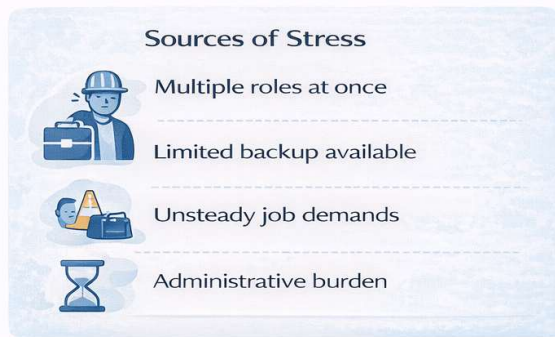 Sources of Stress
Multiple roles at once
Limited backup available
Unsteady job demands
Administrative burden